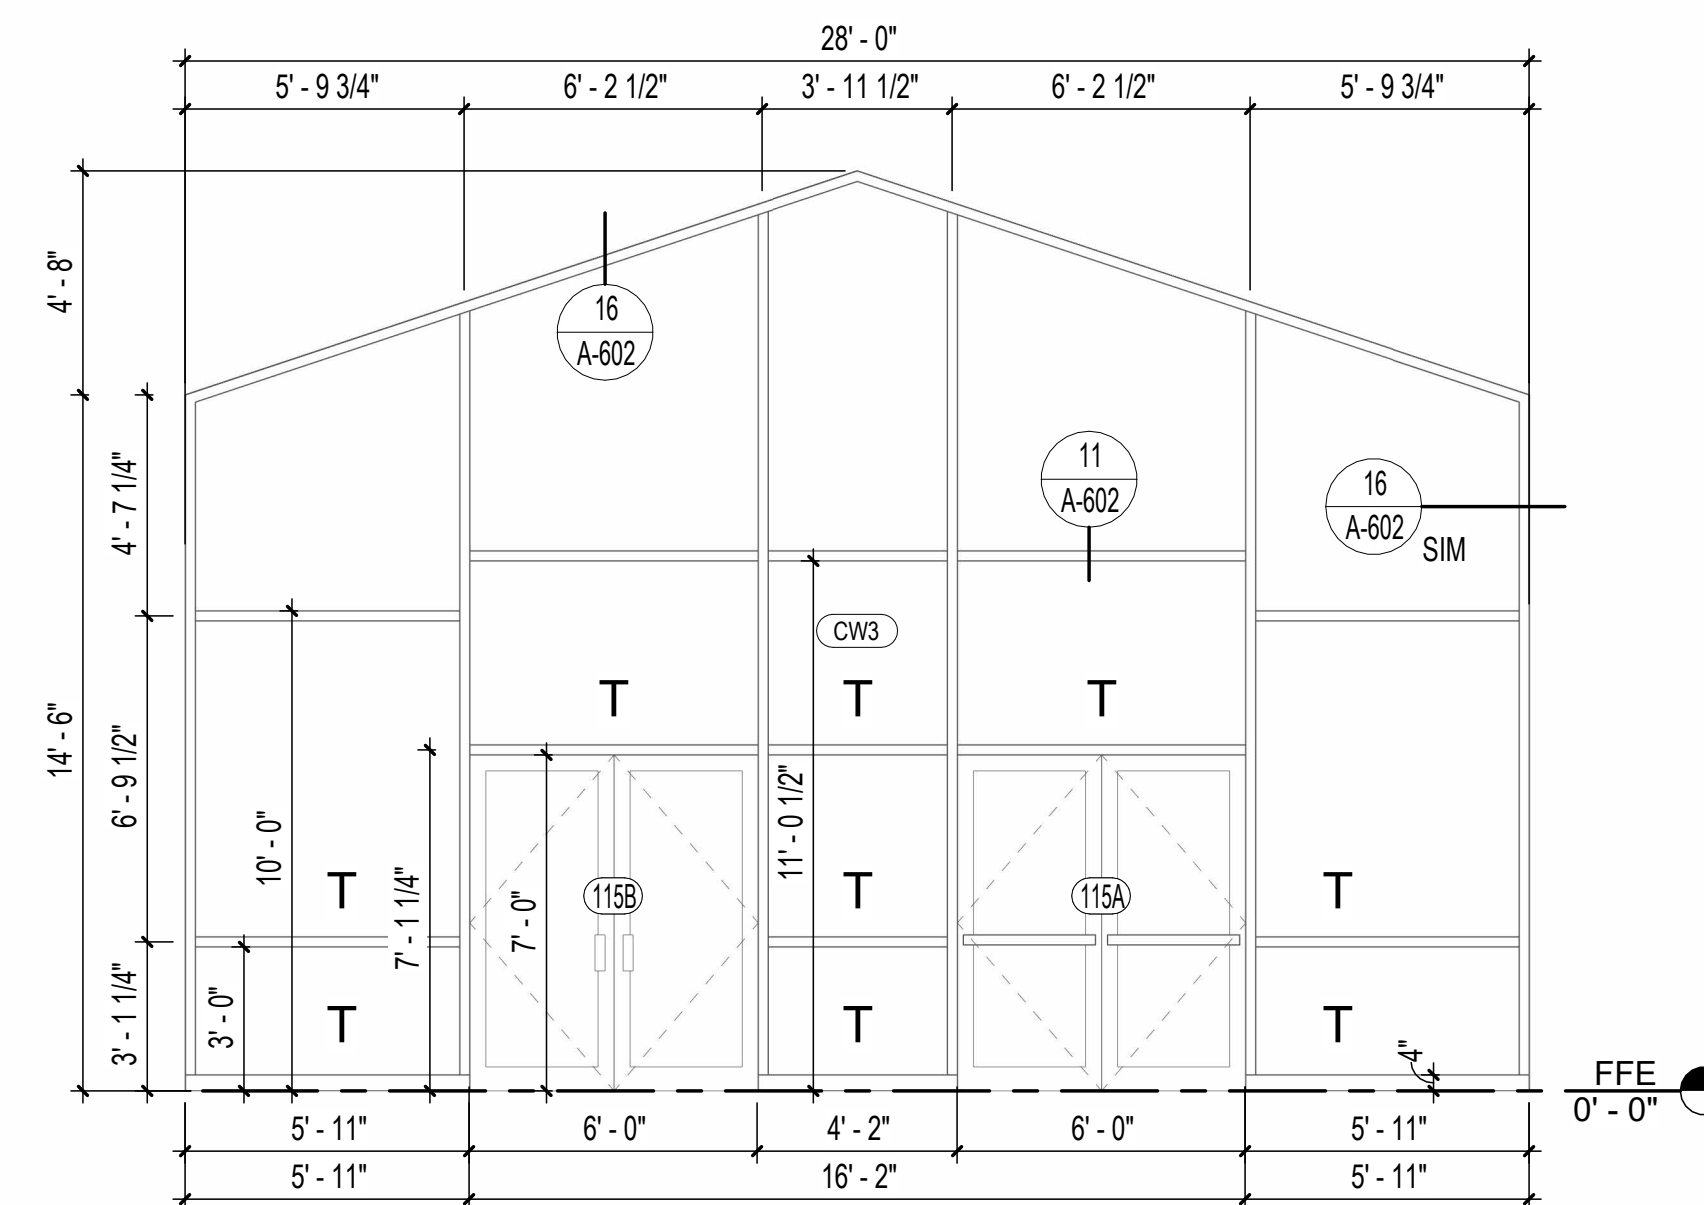 28' - 0"
5' - 9 3/4" 6' - 2 1/2" 3' - 11 1/2" 6' - 2 1/2" 5' - 9 3/4"
4' - 8"
16
A-602
11
A-602
16
A-602
SIM
4' - 7 1/4"
CW3
T T T
14' - 6"
6' - 9 1/2"
10' - 0"
7' - 1 1/4"
7' - 0"
11' - 0 1/2"
T T T
115B 115A
3' - 1 1/4"
3' - 0"
T T T
4"
FFE
0' - 0"
5' - 11" 6' - 0" 4' - 2" 6' - 0" 5' - 11"
5' - 11" 16' - 2" 5' - 11"